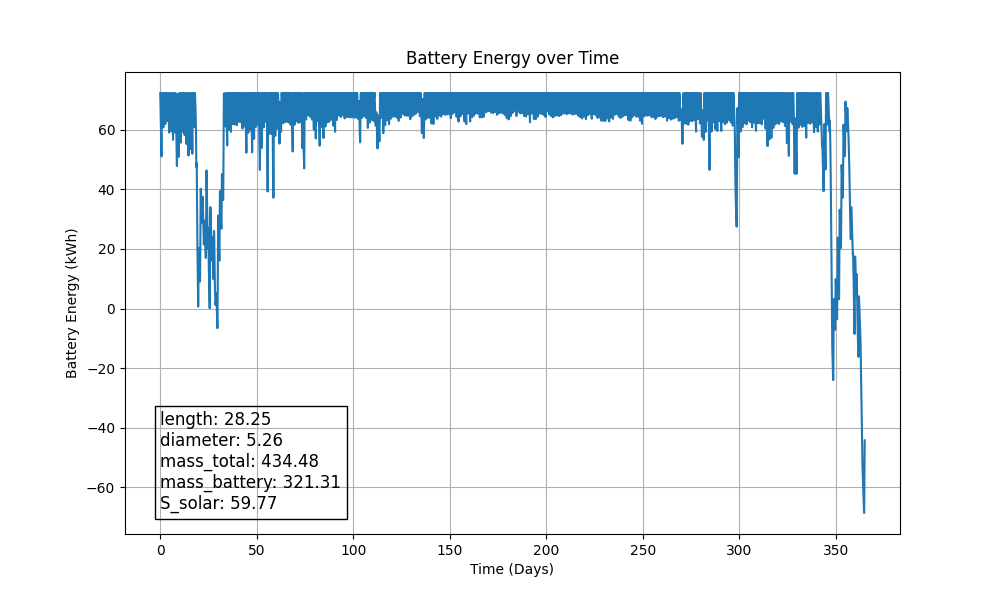 Battery Energy over Time
Battery Energy (kWh)
60
40
20
0
−20
−40
−60
length: 28.25
diameter: 5.26
mass_total: 434.48
mass_battery: 321.31
S_solar: 59.77
0 50 100 150 200 250 300 350
Time (Days)